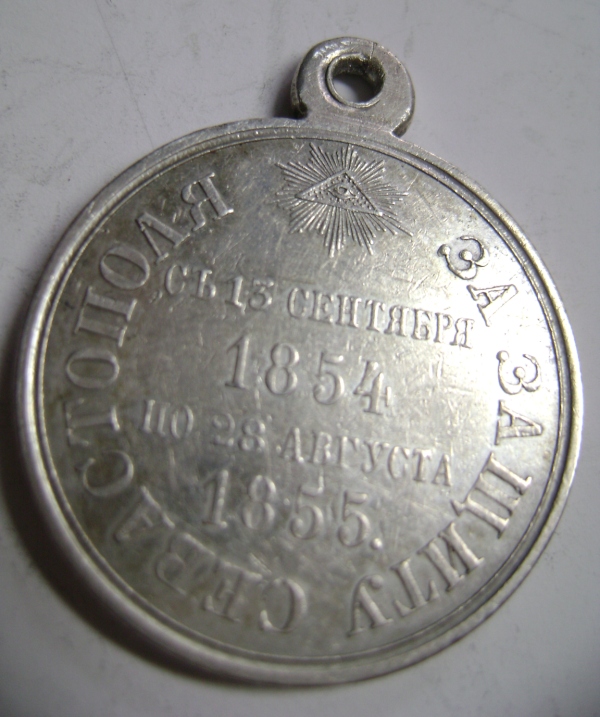 ЗА ЗАЩИТУ СЕВАСТОПОЛЯ
СЪ 13 СЕНТЯБРЯ
1854
ПО 28 АВГУСТА
1855.